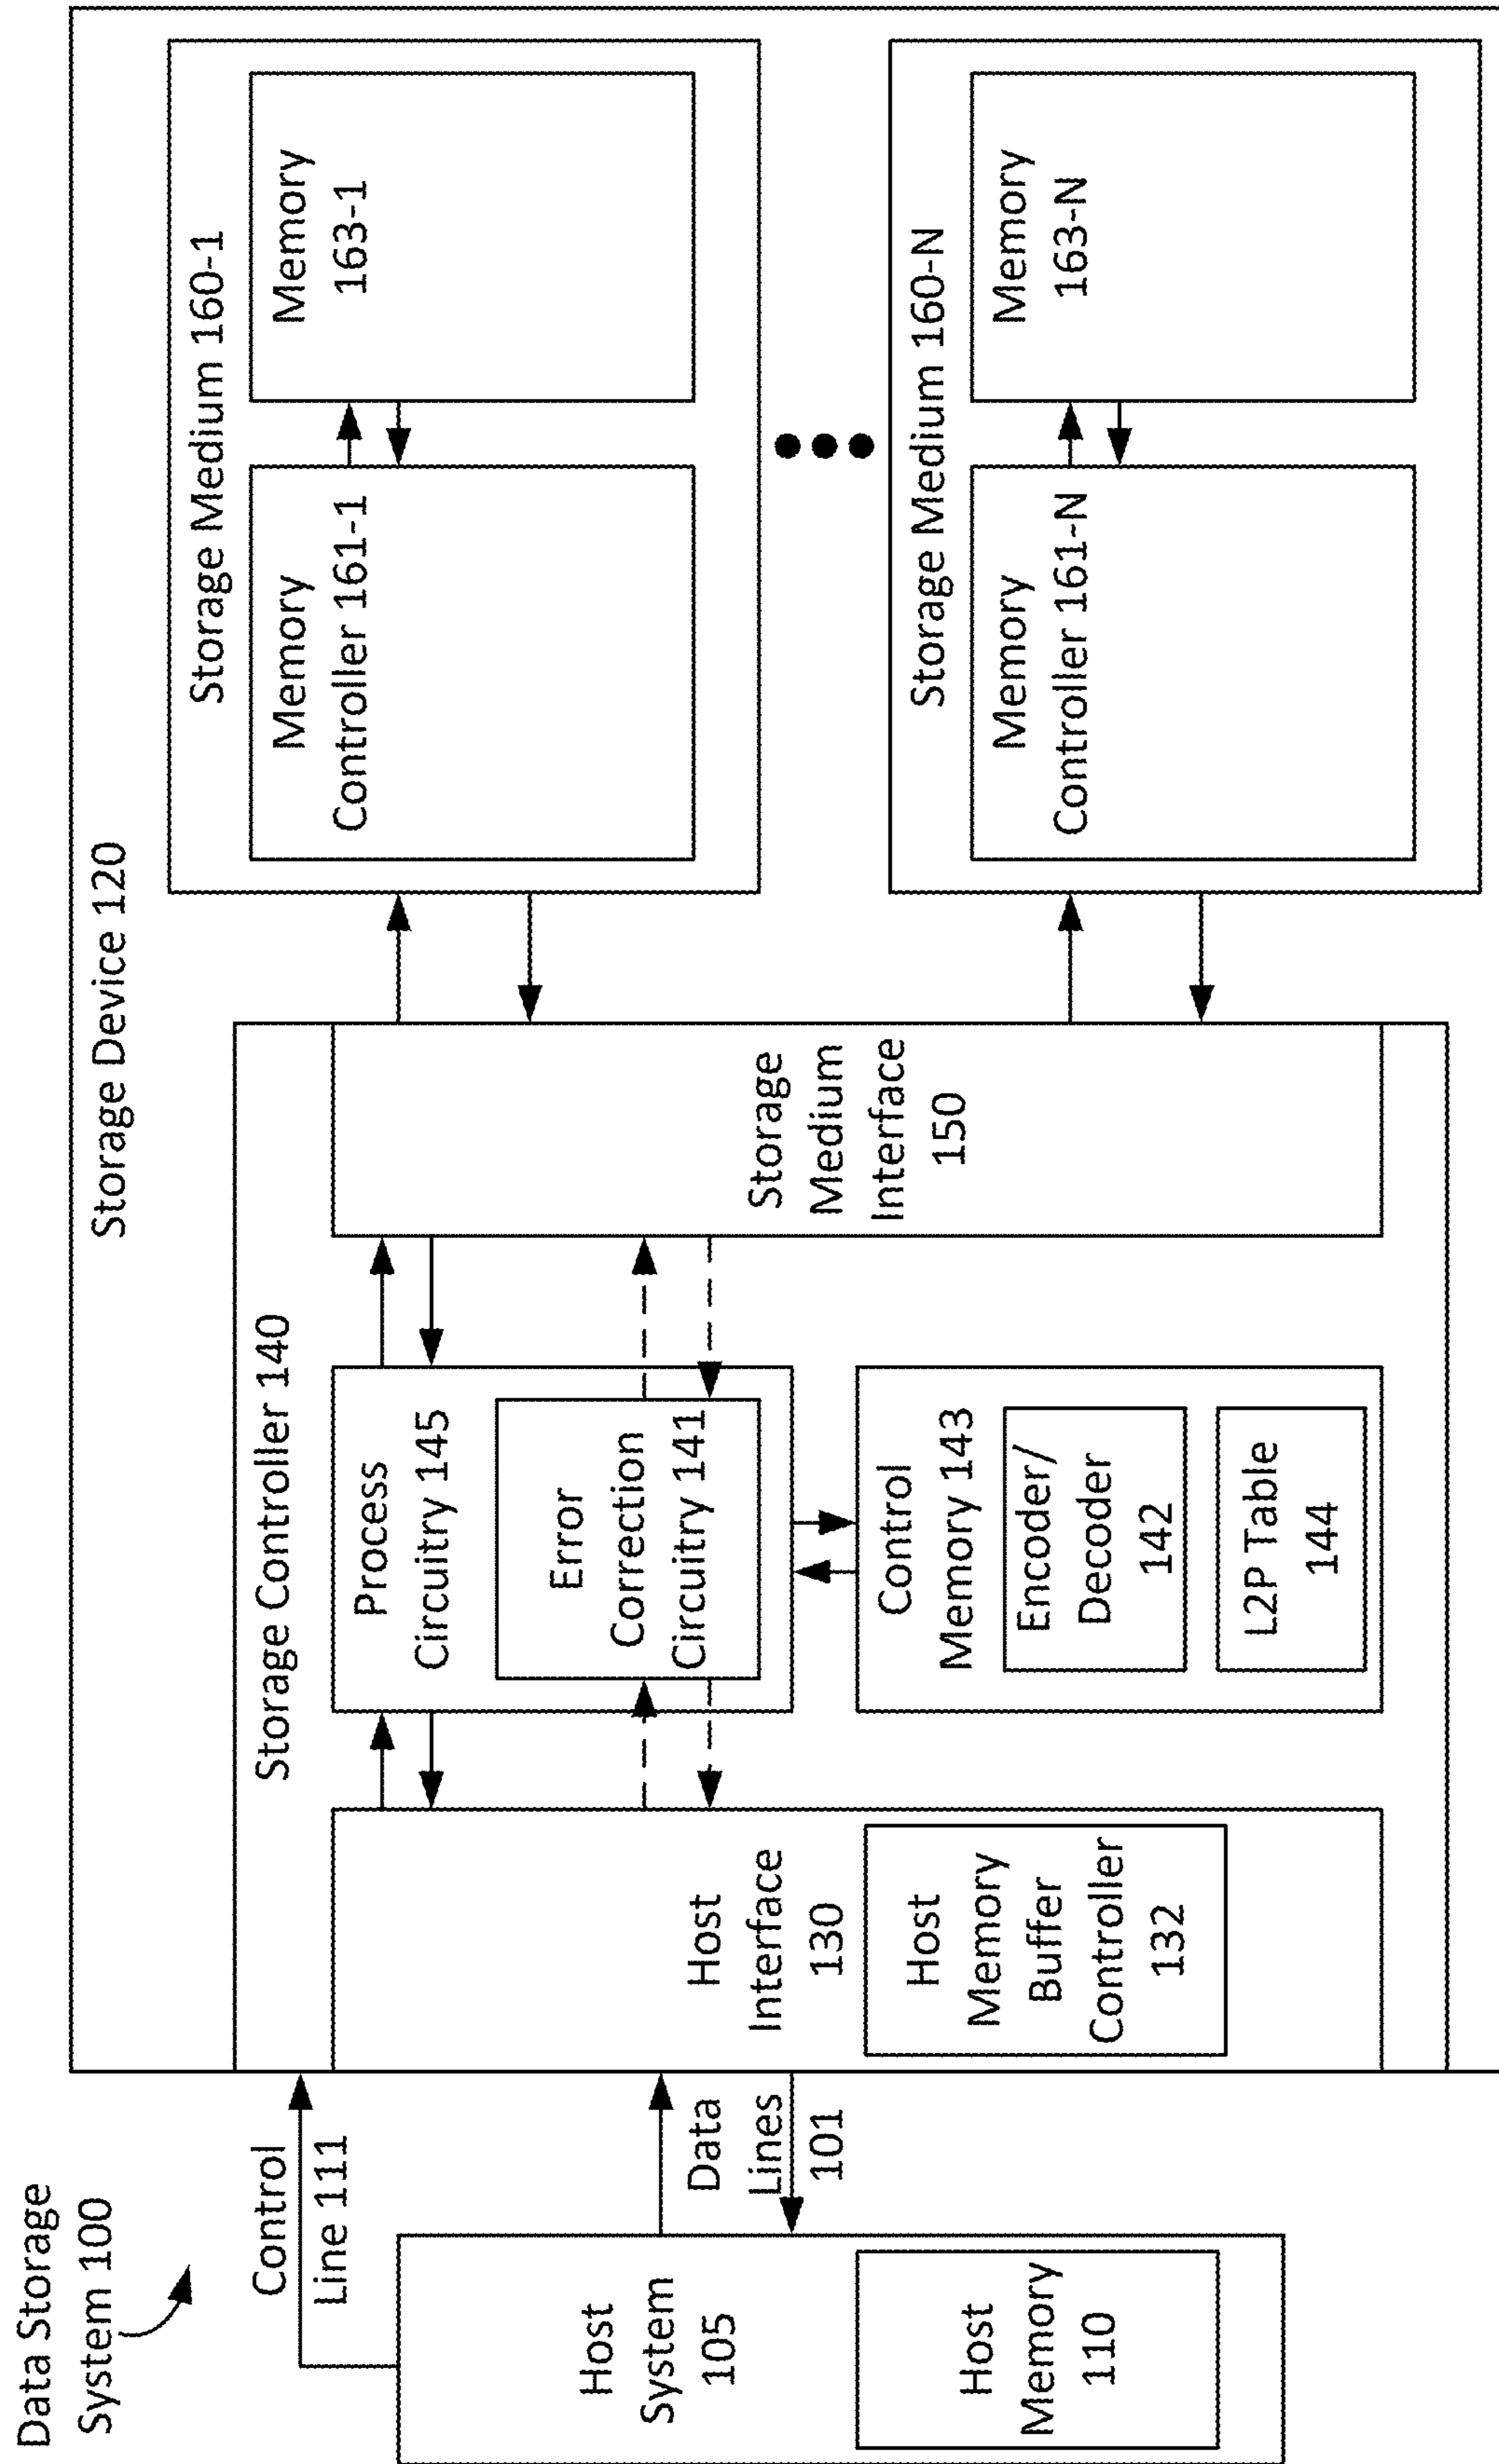 Data Storage
System 100
Control
Line 111
Host
System
105
Host
Memory
110
Data
Lines
101
Storage Device 120
Storage Controller 140
Host
Interface
130
Host
Memory
Buffer
Controller
132
Process
Circuitry 145
Error
Correction
Circuitry 141
Control
Memory 143
Encoder/
Decoder
142
L2P Table
144
Storage
Medium
Interface
150
Storage Medium 160-1
Memory
Controller 161-1
Memory
163-1
Storage Medium 160-N
Memory
Controller 161-N
Memory
163-N